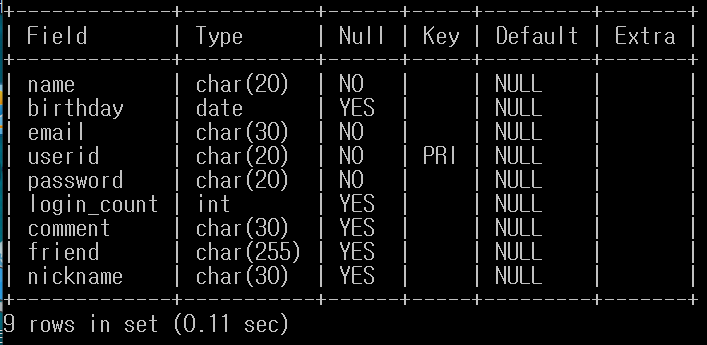 +-------------+-----------+------+-----+---------+-------+
| Field       | Type      | Null | Key | Default | Extra |
+-------------+-----------+------+-----+---------+-------+
| name        | char(20)  | NO   |     | NULL    |       |
| birthday    | date      | YES  |     | NULL    |       |
| email       | char(30)  | NO   |     | NULL    |       |
| userid      | char(20)  | NO   | PRI | NULL    |       |
| password    | char(20)  | NO   |     | NULL    |       |
| login_count | int       | YES  |     | NULL    |       |
| comment     | char(30)  | YES  |     | NULL    |       |
| friend      | char(255) | YES  |     | NULL    |       |
| nickname    | char(30)  | YES  |     | NULL    |       |
+-------------+-----------+------+-----+---------+-------+
9 rows in set (0.11 sec)